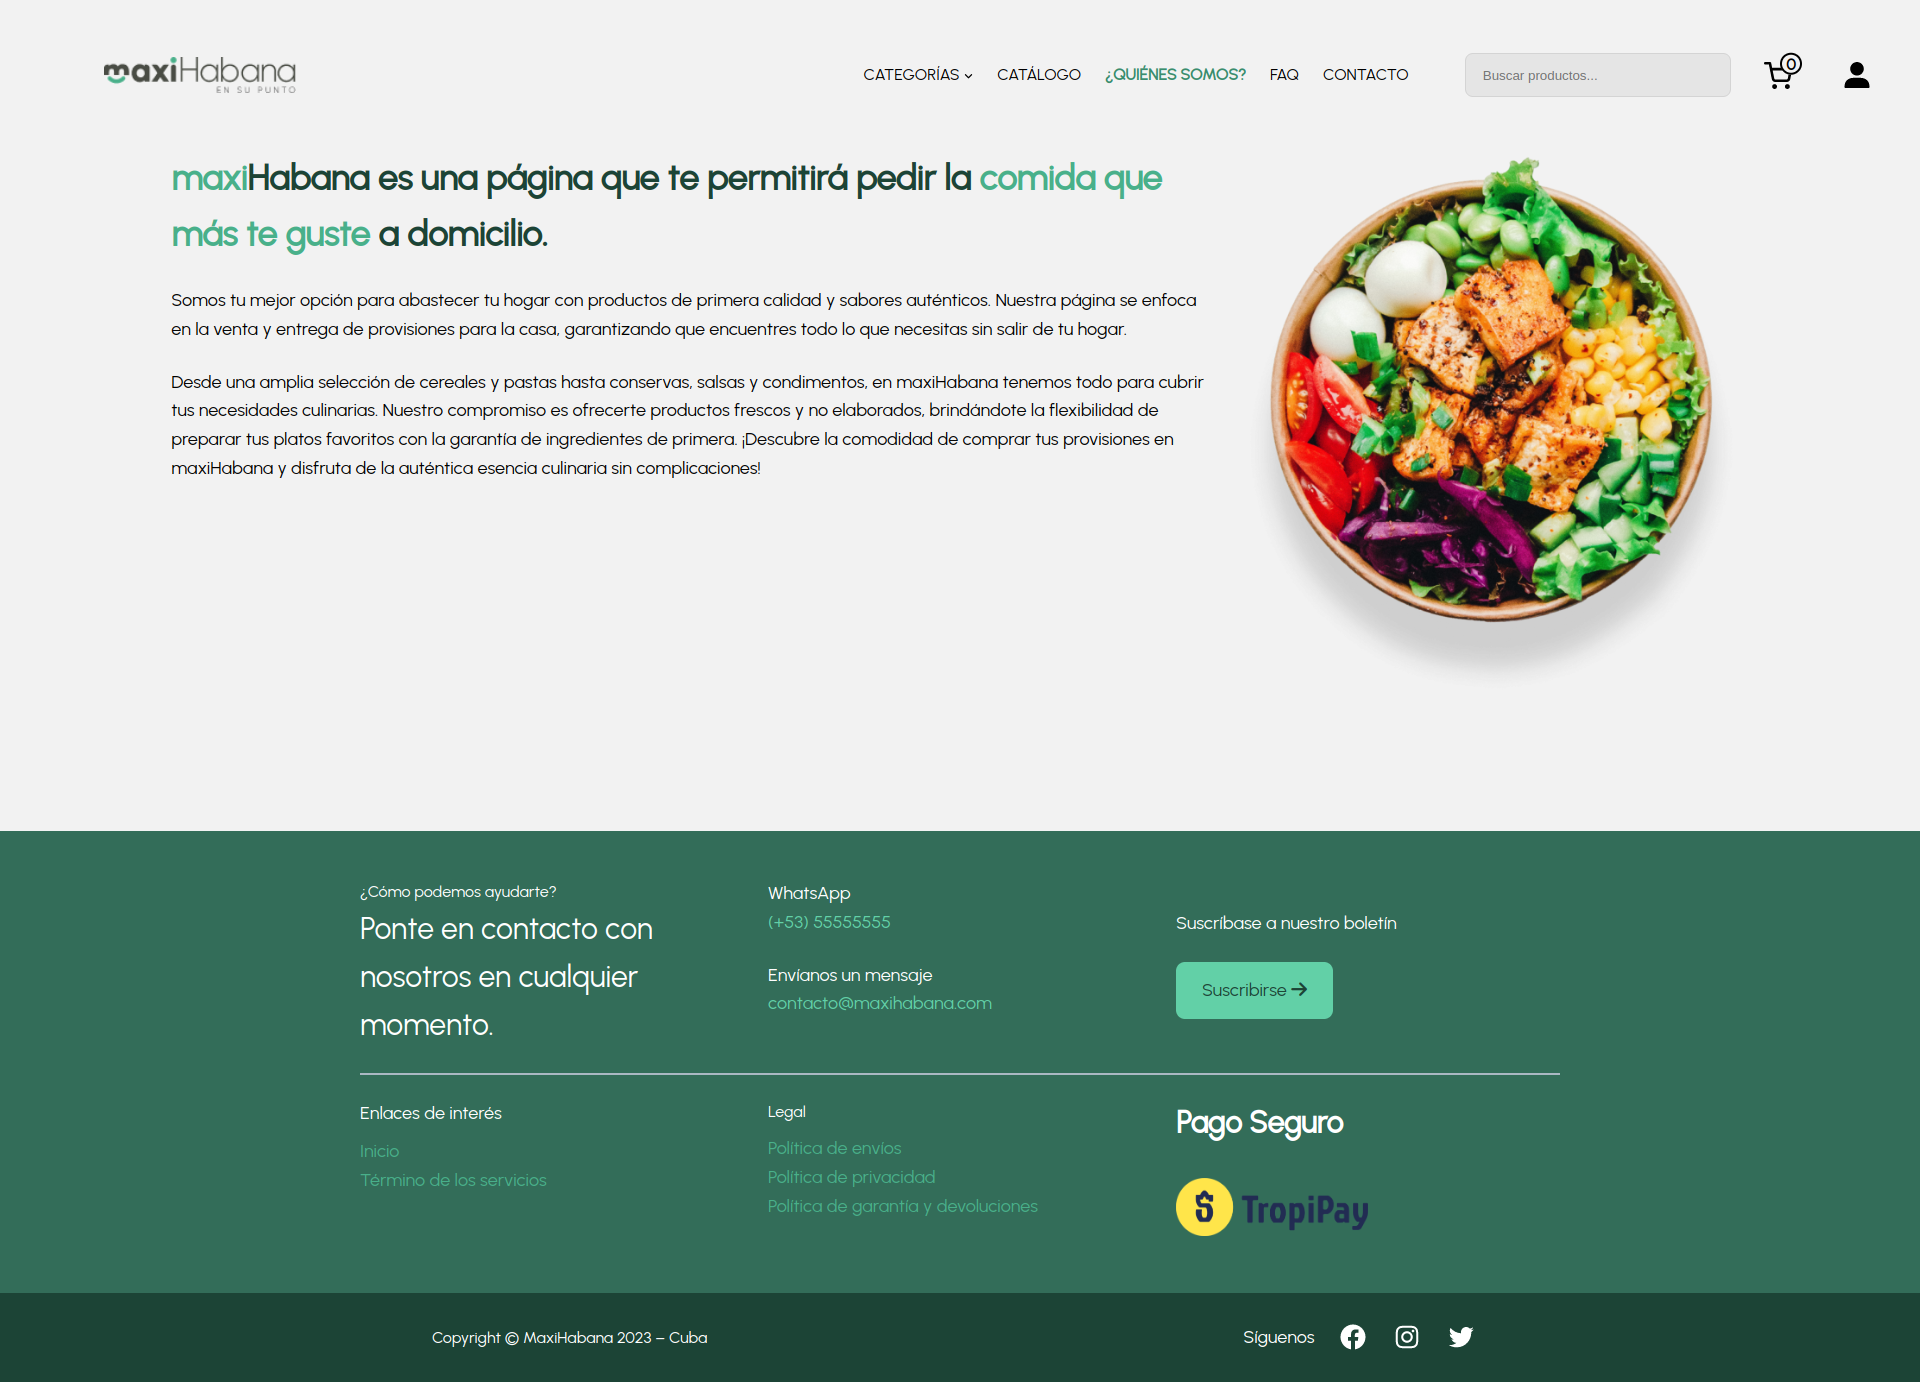 maxiHabana
EN SU PUNTO
CATEGORÍAS
CATÁLOGO
¿QUIÉNES SOMOS?
FAQ
CONTACTO
Buscar productos...
0
maxiHabana es una página que te permitirá pedir la comida que
más te guste a domicilio.
Somos tu mejor opción para abastecer tu hogar con productos de primera calidad y sabores auténticos. Nuestra página se enfoca
en la venta y entrega de provisiones para la casa, garantizando que encuentres todo lo que necesitas sin salir de tu hogar.
Desde una amplia selección de cereales y pastas hasta conservas, salsas y condimentos, en maxiHabana tenemos todo para cubrir
tus necesidades culinarias. Nuestro compromiso es ofrecerte productos frescos y no elaborados, brindándote la flexibilidad de
preparar tus platos favoritos con la garantía de ingredientes de primera. ¡Descubre la comodidad de comprar tus provisiones en
maxiHabana y disfruta de la auténtica esencia culinaria sin complicaciones!
¿Cómo podemos ayudarte?
Ponte en contacto con
nosotros en cualquier
momento.
WhatsApp
(+53) 55555555
Envíanos un mensaje
contacto@maxihabana.com
Suscríbase a nuestro boletín
Suscribirse
Enlaces de interés
Inicio
Término de los servicios
Legal
Política de envíos
Política de privacidad
Política de garantía y devoluciones
Pago Seguro
TropiPay
Copyright © MaxiHabana 2023 – Cuba
Síguenos